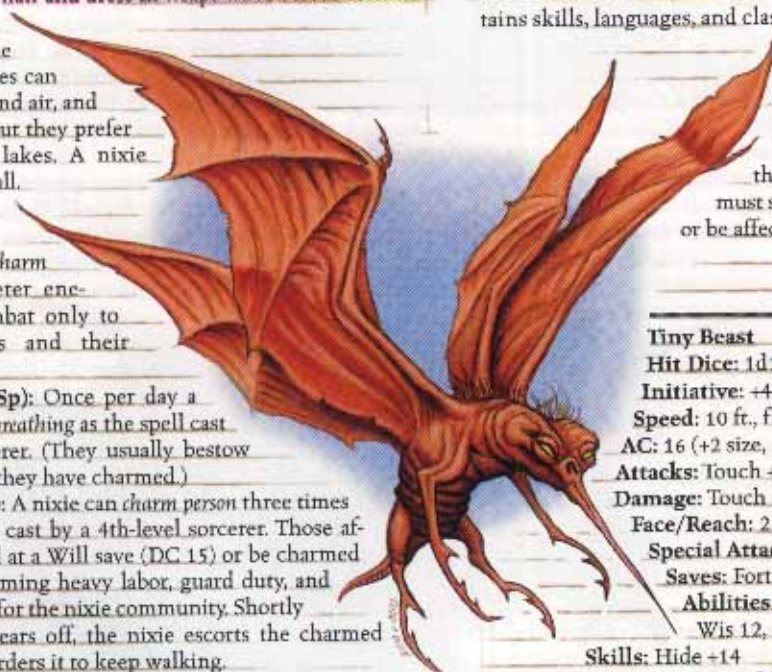 tains skills, languages, and
es can
nd air, and
ut they prefer
lakes. A nixie
all.
harm
erer enc-
bat only to
s and their
Sp): Once per day a
breathing as the spell cast
erer. (They usually bestow
they have charmed.)
: A nixie can charm person three times
cast by a 4th-level sorcerer. Those af-
at a Will save (DC 15) or be charmed
ming heavy labor, guard duty, and
for the nixie community. Shortly
ears off, the nixie escorts the charmed
rders it to keep walking.
th
must s
or be affec
Tiny Beast
Hit Dice: 1d1
Initiative: +4
Speed: 10 ft., f
AC: 16 (+2 size,
Attacks: Touch +
Damage: Touch
Face/Reach: 2
Special Attac
Saves: Fort
Abilities
Wis 12,
Skills: Hide +14